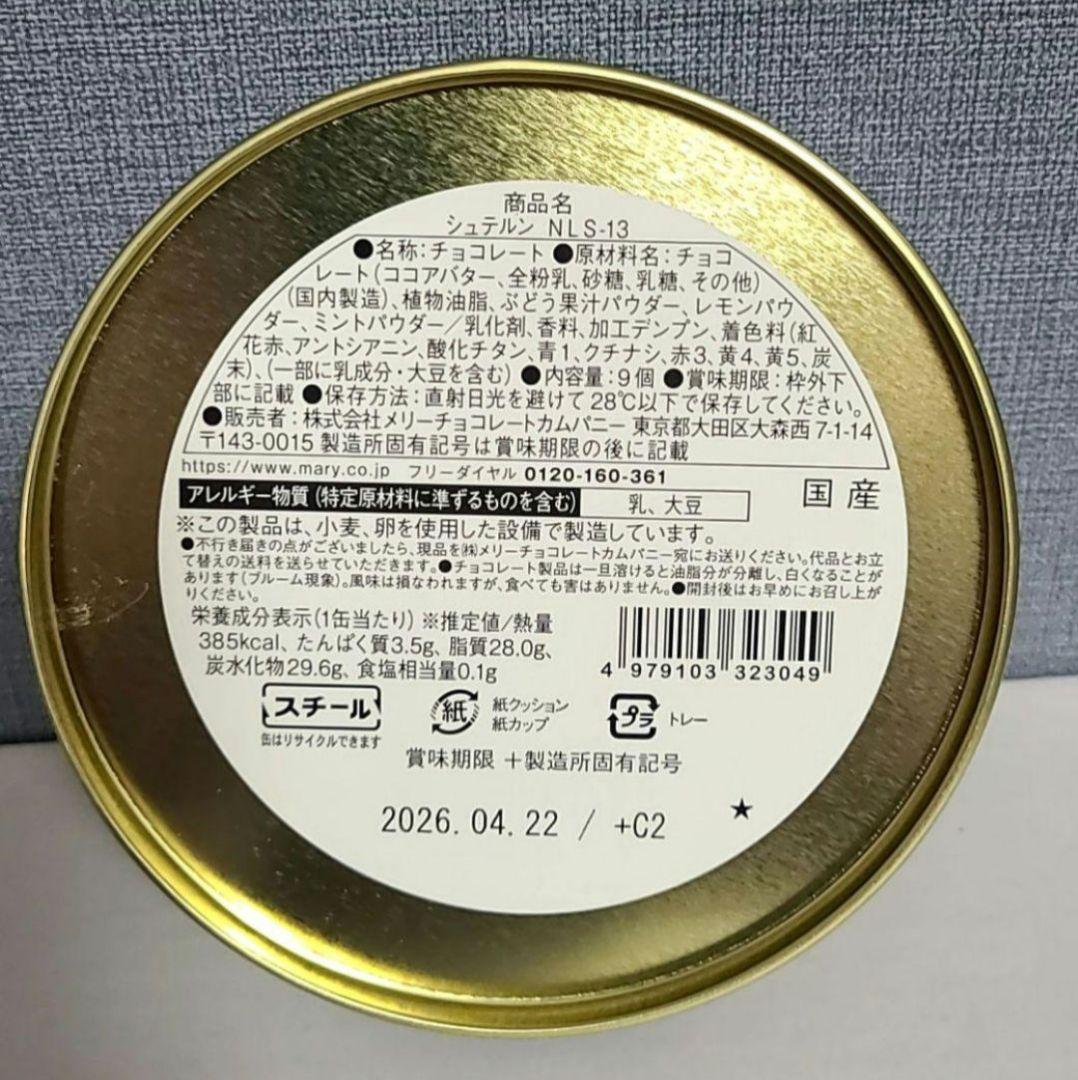 商品名
シュテルン NLS-13
●名称：チョコレート ●原材料名：チョコ
レート（ココアバター、全粉乳、砂糖、乳糖、その他）
（国内製造）、植物油脂、ぶどう果汁パウダー、レモンパウ
ダー、ミントパウダー／乳化剤、香料、加工デンプン、着色料（紅
花赤、アントシアニン、酸化チタン、青1、クチナシ、赤3、黄4、黄5、炭
末）、（一部に乳成分・大豆を含む） ●内容量：9個 ●賞味期限：枠外下
部に記載 ●保存方法：直射日光を避けて28℃以下で保存してください。
●販売者：株式会社メリーチョコレートカムパニー 東京都大田区大森西7-1-14
〒143-0015 製造所固有記号は賞味期限の後に記載
https://www.mary.co.jp フリーダイヤル 0120-160-361
アレルギー物質（特定原材料に準ずるものを含む） 乳、大豆 国産
※この製品は、小麦、卵を使用した設備で製造しています。
●不行き届きの点がございましたら、現品を㈱メリーチョコレートカムパニー宛にお送りください。代品とお立
て替えの送料を送らせていただきます。●チョコレート製品は一旦溶けると油脂分が分離し、白くなることが
あります（ブルーム現象）。風味は損なわれますが、食べても害はありません。●開封後はお早めにお召し上が
りください。
栄養成分表示（1缶当たり） ※推定値/熱量
385kcal、たんぱく質3.5g、脂質28.0g、
炭水化物29.6g、食塩相当量0.1g
4 979103 323049
スチール
缶はリサイクルできます
紙 紙クッション
紙カップ
プラ トレー
賞味期限 ＋製造所固有記号
2026.04.22 / +C2 ★